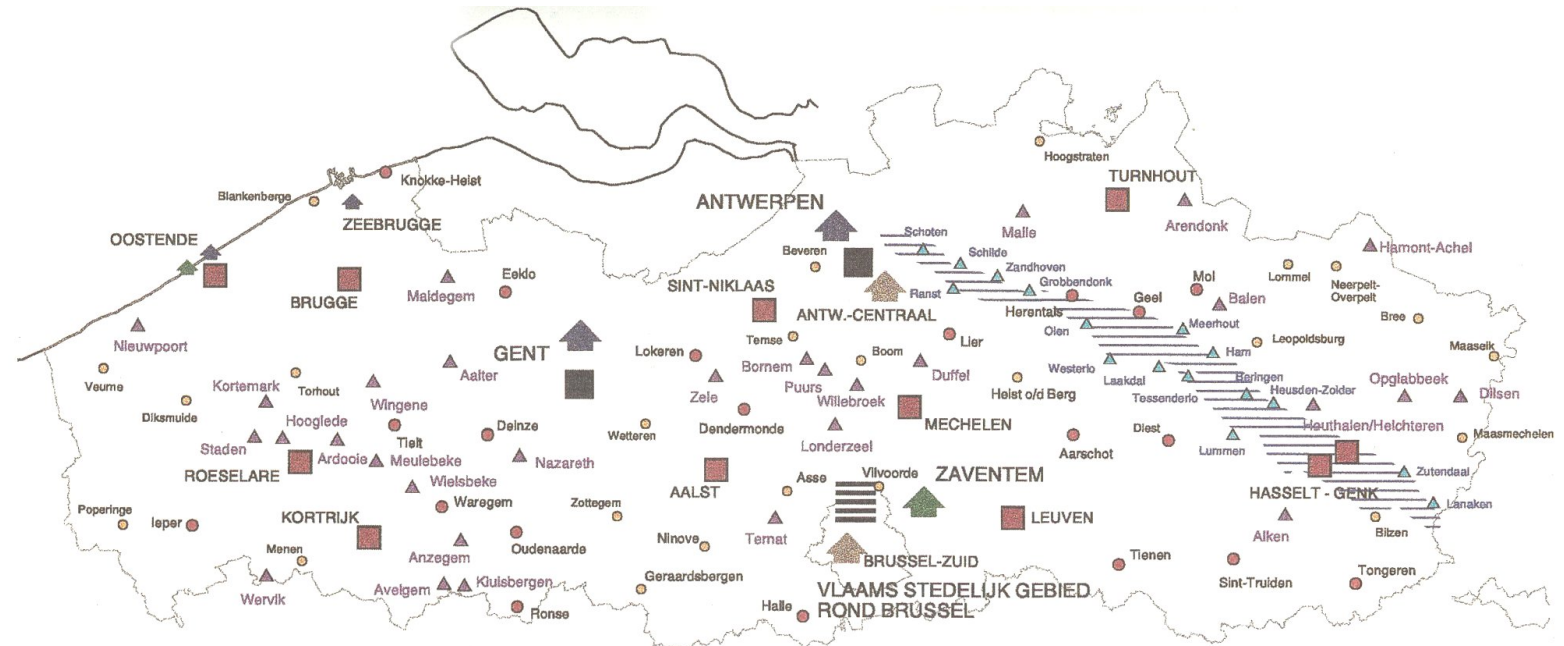 Hoogstraten
Knokke-Heist
TURNHOUT
Blankenberge
ANTWERPEN
Malle
Arendonk
ZEEBRUGGE
OOSTENDE
Schoten
Hamont-Achel
Beveren
Schilde
Eeklo
Zandhoven
Mol
Lommel
SINT-NIKLAAS
Grobbendonk
Neerpelt-
Overpelt
Maldegem
Ranst
BRUGGE
Geel
Balen
Herentals
ANTW.-CENTRAAL
Bree
Meerhout
Olen
Temse
Nieuwpoort
Lier
Leopoldsburg
GENT
Lokeren
Boom
Ham
Maaseik
Bornem
Westerlo
Aalter
Duffel
Laakdal
Beringen
Opglabbeek
Veurne
Kortemark
Torhout
Puurs
Heist o/d Berg
Heusden-Zolder
Zele
Willebroek
Tessenderlo
Dilsen
Wingene
Diksmuide
Hooglede
MECHELEN
Houthalen/Helchteren
Deinze
Dendermonde
Diest
Wetteren
Maasmechelen
Tielt
Londerzeel
Staden
Lummen
Aarschot
Ardooie
Meulebeke
Nazareth
ROESELARE
Vilvoorde
ZAVENTEM
Zutendaal
Wielsbeke
Asse
AALST
HASSELT - GENK
Zottegem
Waregem
Lanaken
Poperinge
Ieper
KORTRIJK
LEUVEN
Bilzen
Alken
Ninove
Ternat
Oudenaarde
Menen
Anzegem
Tienen
BRUSSEL-ZUID
Tongeren
Geraardsbergen
Kluisbergen
Sint-Truiden
Avelgem
VLAAMS STEDELIJK GEBIED
ROND BRUSSEL
Wervik
Halle
Ronse